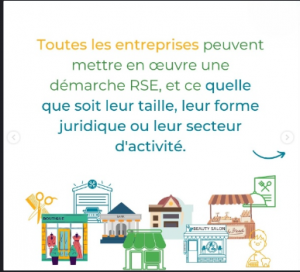 Toutes les entreprises peuvent
mettre en œuvre une
démarche RSE, et ce quelle
que soit leur taille, leur forme
juridique ou leur secteur
d'activité.
BOUTIQUE
BEAUTY SALON